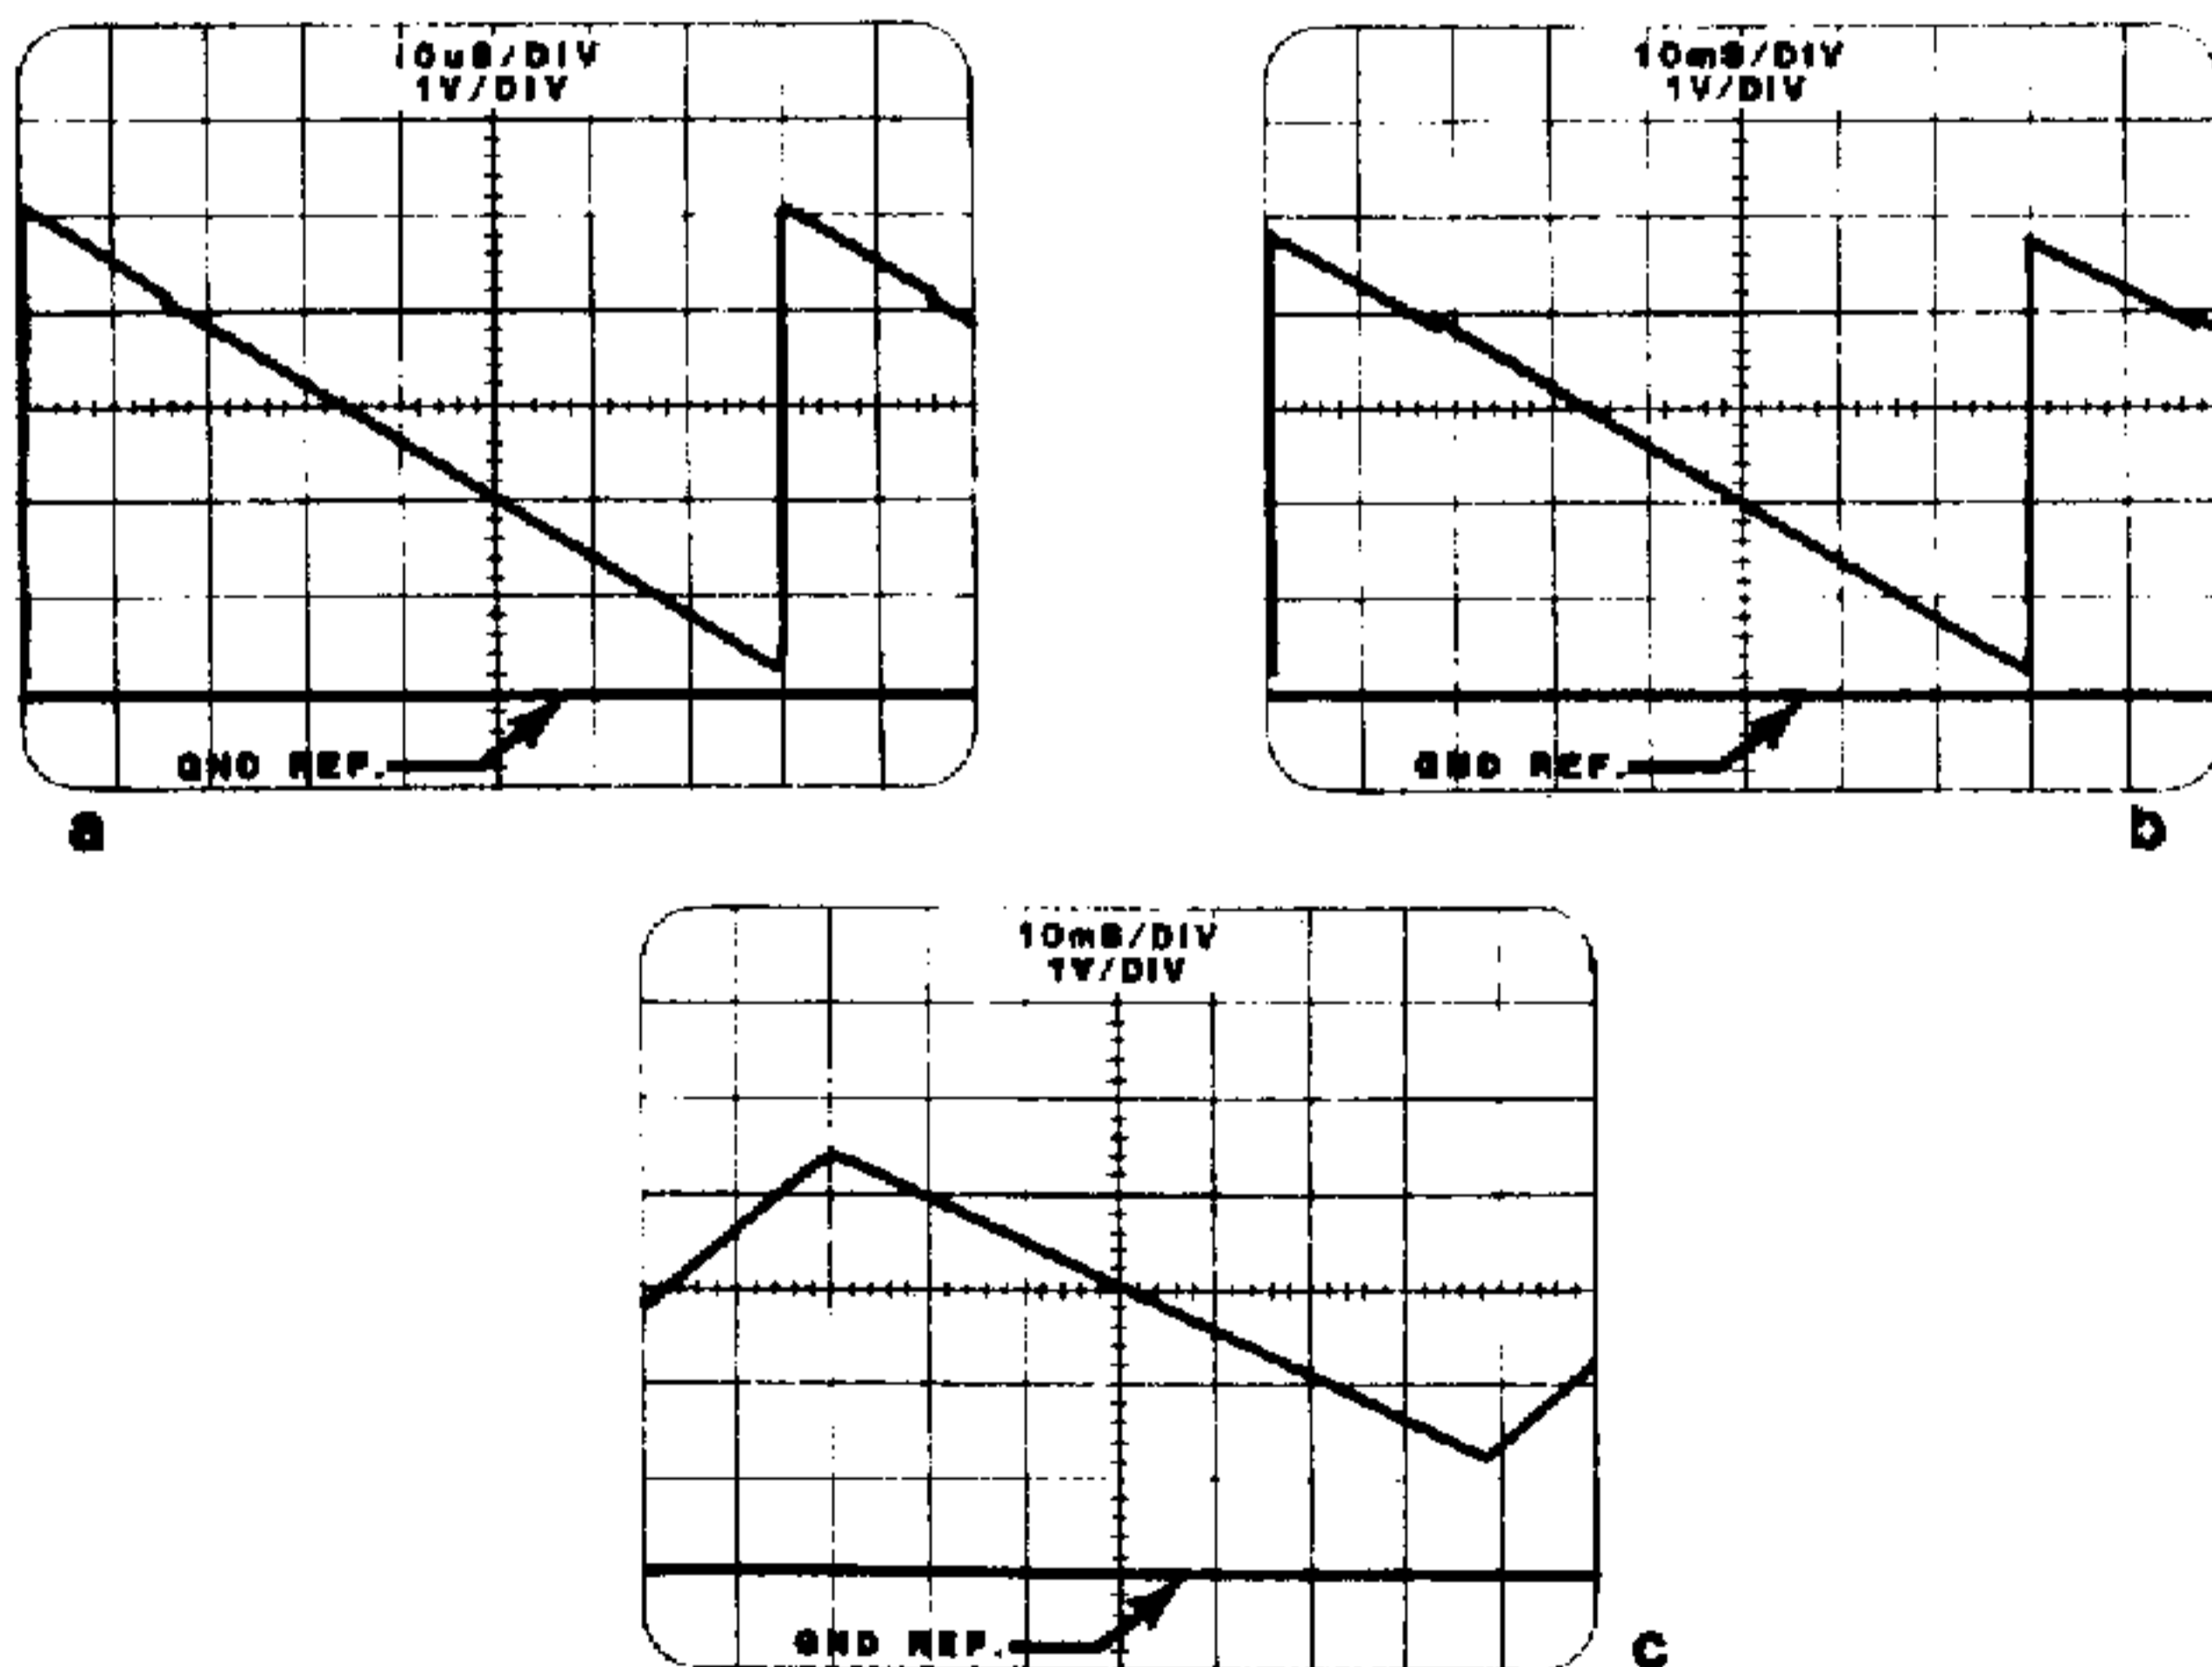 10uS/DIV
1V/DIV
GND REF.
a
10mS/DIV
1V/DIV
GND REF.
b
10mS/DIV
1V/DIV
GND REF.
c